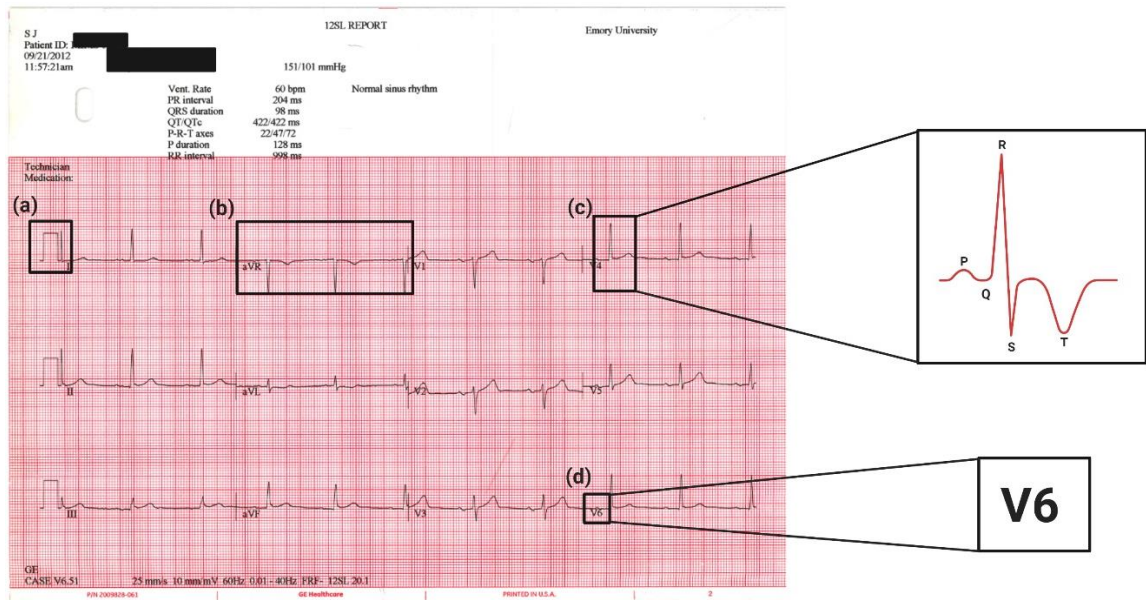 12SL REPORT
Emory University
S J
Patient ID:
09/21/2012
11:57:21am
151/101 mmHg
Vent. Rate 60 bpm Normal sinus rhythm
PR interval 204 ms
QRS duration 98 ms
QT/QTc 422/422 ms
P-R-T axes 22/47/72
P duration 128 ms
RR interval 998 ms
Technician
Medication:
(a) (b) (c)
I aVR V1 V4
R
P
Q
S T
II aVL V2 V5
(d)
III aVF V3 V6
V6
GE
CASE V6.51 25 mm/s 10 mm/mV 60Hz 0.01 - 40Hz FRF- 12SL 20.1
P/N 2009828-061 GE Healthcare PRINTED IN U.S.A. 2